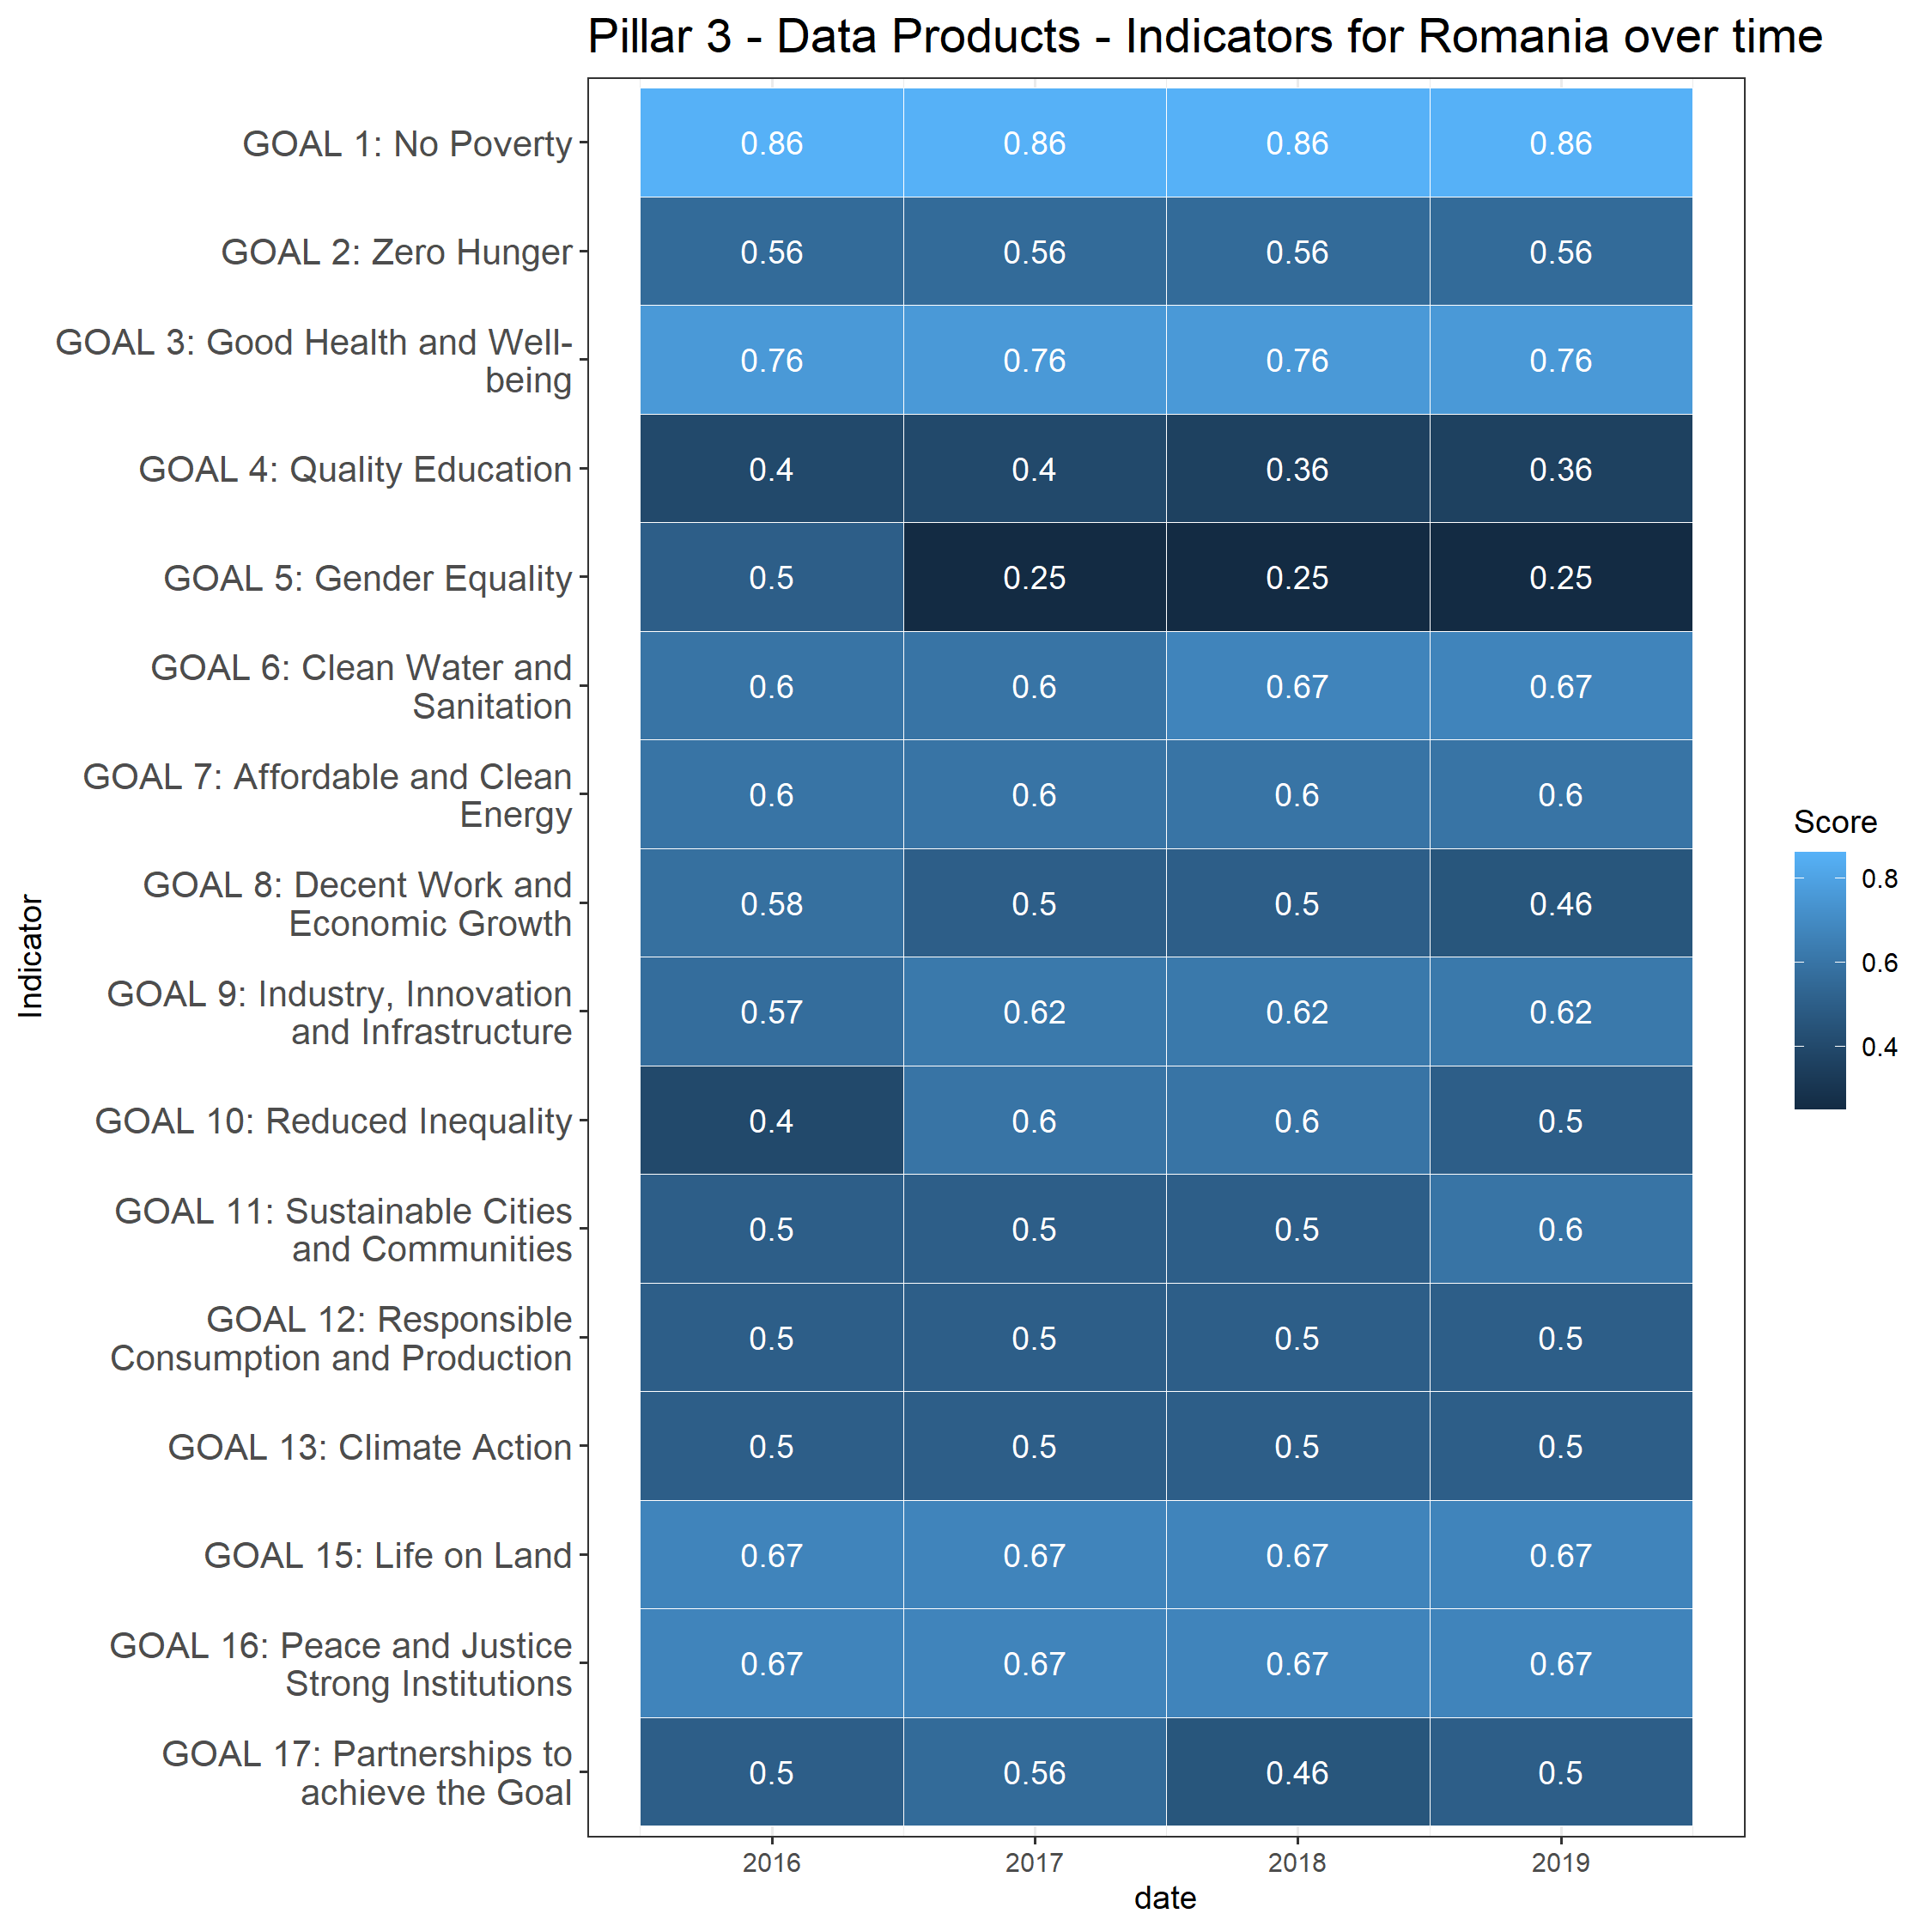 Pillar 3 - Data Products - Indicators for Romania over time
GOAL 1: No Poverty
0.86 0.86 0.86 0.86
GOAL 2: Zero Hunger
0.56 0.56 0.56 0.56
GOAL 3: Good Health and Well-
being
0.76 0.76 0.76 0.76
GOAL 4: Quality Education
0.4 0.4 0.36 0.36
GOAL 5: Gender Equality
0.5 0.25 0.25 0.25
GOAL 6: Clean Water and
Sanitation
0.6 0.6 0.67 0.67
GOAL 7: Affordable and Clean
Energy
0.6 0.6 0.6 0.6
GOAL 8: Decent Work and
Economic Growth
0.58 0.5 0.5 0.46
GOAL 9: Industry, Innovation
and Infrastructure
0.57 0.62 0.62 0.62
GOAL 10: Reduced Inequality
0.4 0.6 0.6 0.5
GOAL 11: Sustainable Cities
and Communities
0.5 0.5 0.5 0.6
GOAL 12: Responsible
Consumption and Production
0.5 0.5 0.5 0.5
GOAL 13: Climate Action
0.5 0.5 0.5 0.5
GOAL 15: Life on Land
0.67 0.67 0.67 0.67
GOAL 16: Peace and Justice
Strong Institutions
0.67 0.67 0.67 0.67
GOAL 17: Partnerships to
achieve the Goal
0.5 0.56 0.46 0.5
2016 2017 2018 2019
date
Indicator
Score
0.8
0.6
0.4